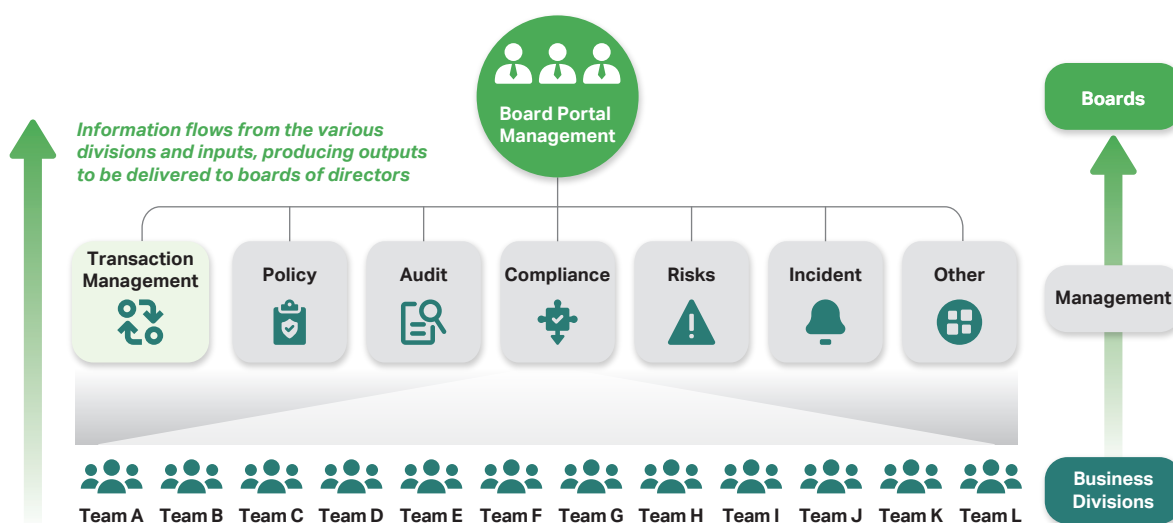 Board Portal
Management
Boards
Information flows from the various
divisions and inputs, producing outputs
to be delivered to boards of directors
Transaction
Management
Policy
Audit
Compliance
Risks
Incident
Other
Management
Team A
Team B
Team C
Team D
Team E
Team F
Team G
Team H
Team I
Team J
Team K
Team L
Business
Divisions